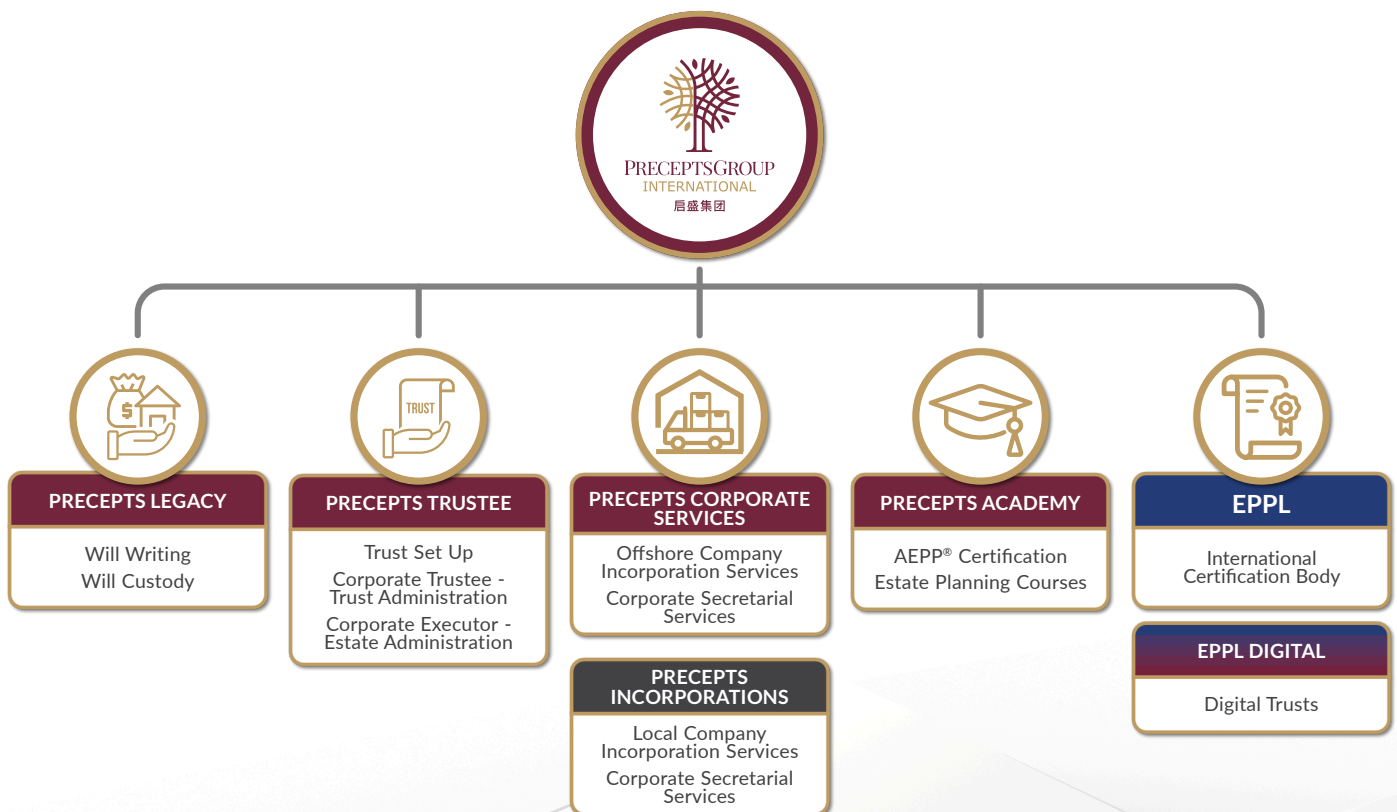 PRECEPTSGROUP
INTERNATIONAL
启盛集团
$
PRECEPTS LEGACY
Will Writing
Will Custody
TRUST
PRECEPTS TRUSTEE
Trust Set Up
Corporate Trustee -
Trust Administration
Corporate Executor -
Estate Administration
PRECEPTS CORPORATE
SERVICES
Offshore Company
Incorporation Services
Corporate Secretarial
Services
PRECEPTS
INCORPORATIONS
Local Company
Incorporation Services
Corporate Secretarial
Services
PRECEPTS ACADEMY
AEPP® Certification
Estate Planning Courses
EPPL
International
Certification Body
EPPL DIGITAL
Digital Trusts